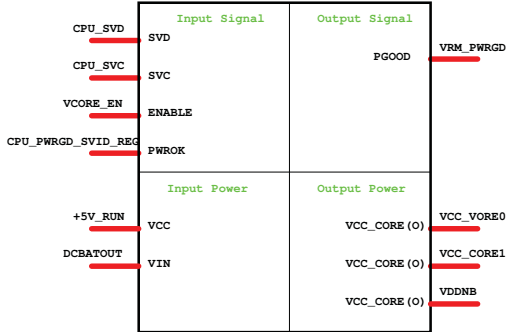 Input Signal
Output Signal
CPU_SVD
SVD
VRM_PWRGD
PGOOD
CPU_SVC
SVC
VCORE_EN
ENABLE
CPU_PWRGD_SVID_REG
PWROK
Input Power
Output Power
+5V_RUN
VCC
VCC_VORE0
VCC_CORE(O)
DCBATOUT
VIN
VCC_CORE1
VCC_CORE(O)
VDDNB
VCC_CORE(O)